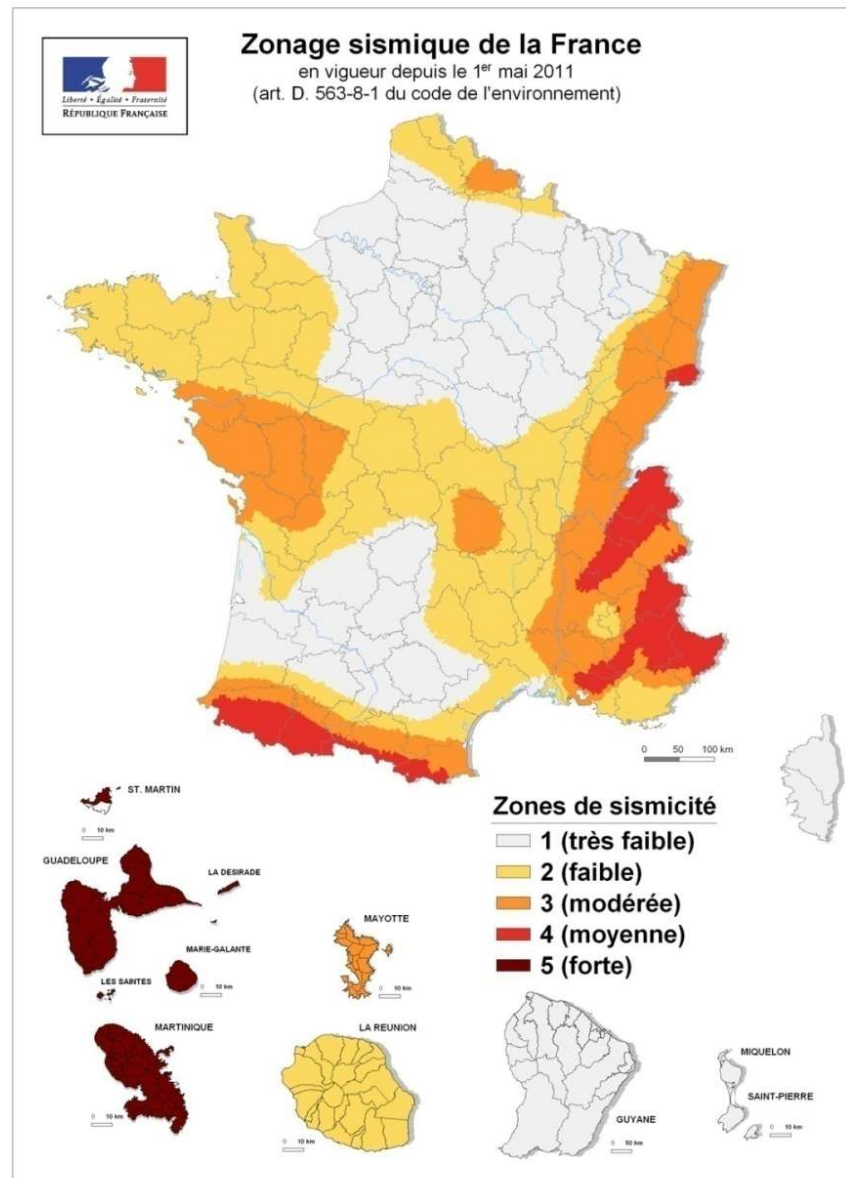 Zonage sismique de la France
en vigueur depuis le 1er mai 2011
(art. D. 563-8-1 du code de l'environnement)
Liberté • Égalité • Fraternité
RÉPUBLIQUE FRANÇAISE
0 50 100 km
ST. MARTIN
0 10 km
GUADELOUPE
LA DESIRADE
MARIE-GALANTE
LES SAINTES
0 10 km
MARTINIQUE
0 10 km
MAYOTTE
0 10 km
LA REUNION
0 10 km
Zones de sismicité
1 (très faible)
2 (faible)
3 (modérée)
4 (moyenne)
5 (forte)
GUYANE
0 50 km
MIQUELON
SAINT-PIERRE
0 10 km